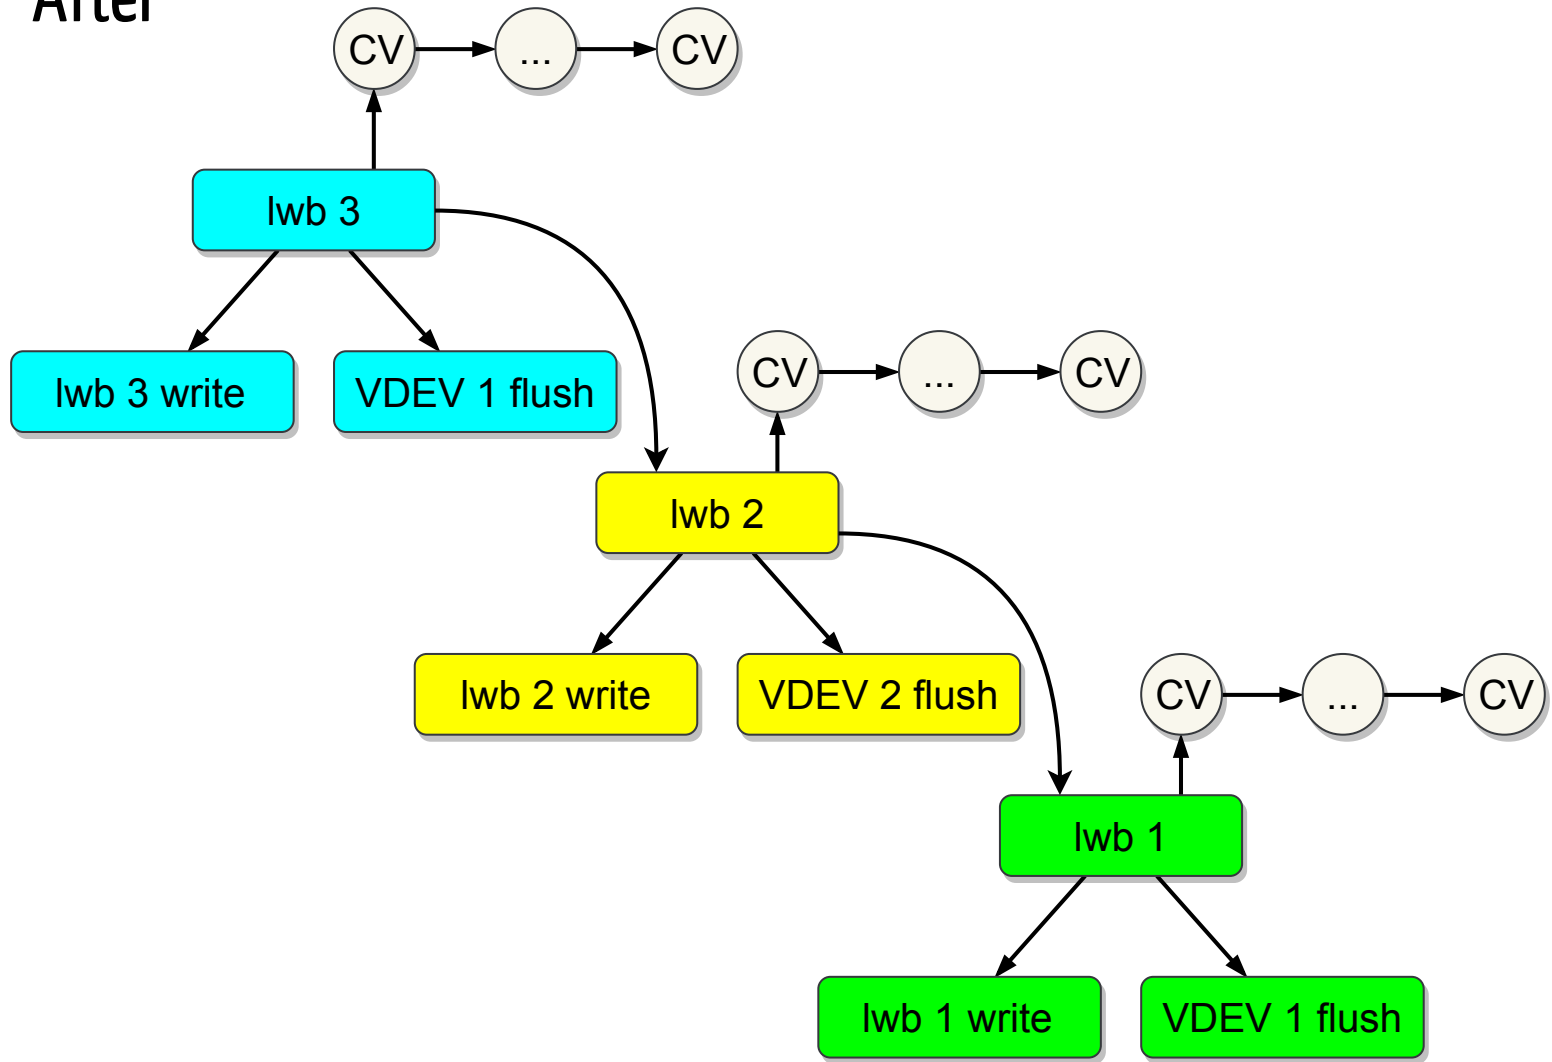 After
CV ... CV
lwb 3
lwb 3 write VDEV 1 flush
CV ... CV
lwb 2
lwb 2 write VDEV 2 flush
CV ... CV
lwb 1
lwb 1 write VDEV 1 flush